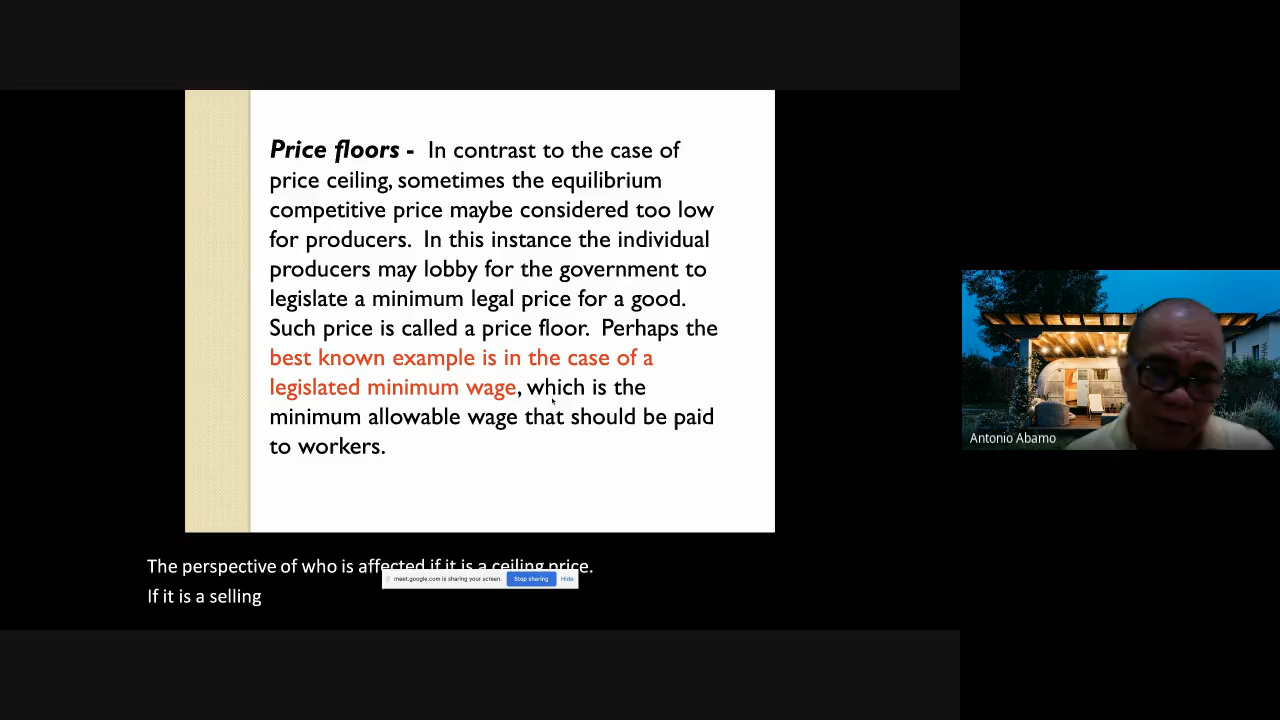 Price floors - In contrast to the case of
price ceiling, sometimes the equilibrium
competitive price maybe considered too low
for producers. In this instance the individual
producers may lobby for the government to
legislate a minimum legal price for a good.
Such price is called a price floor. Perhaps the
best known example is in the case of a
legislated minimum wage, which is the
minimum allowable wage that should be paid
to workers.
Antonio Abamo
The perspective of who is affected if it is a ceiling price.
meet.google.com is sharing your screen. Stop sharing Hide
If it is a selling